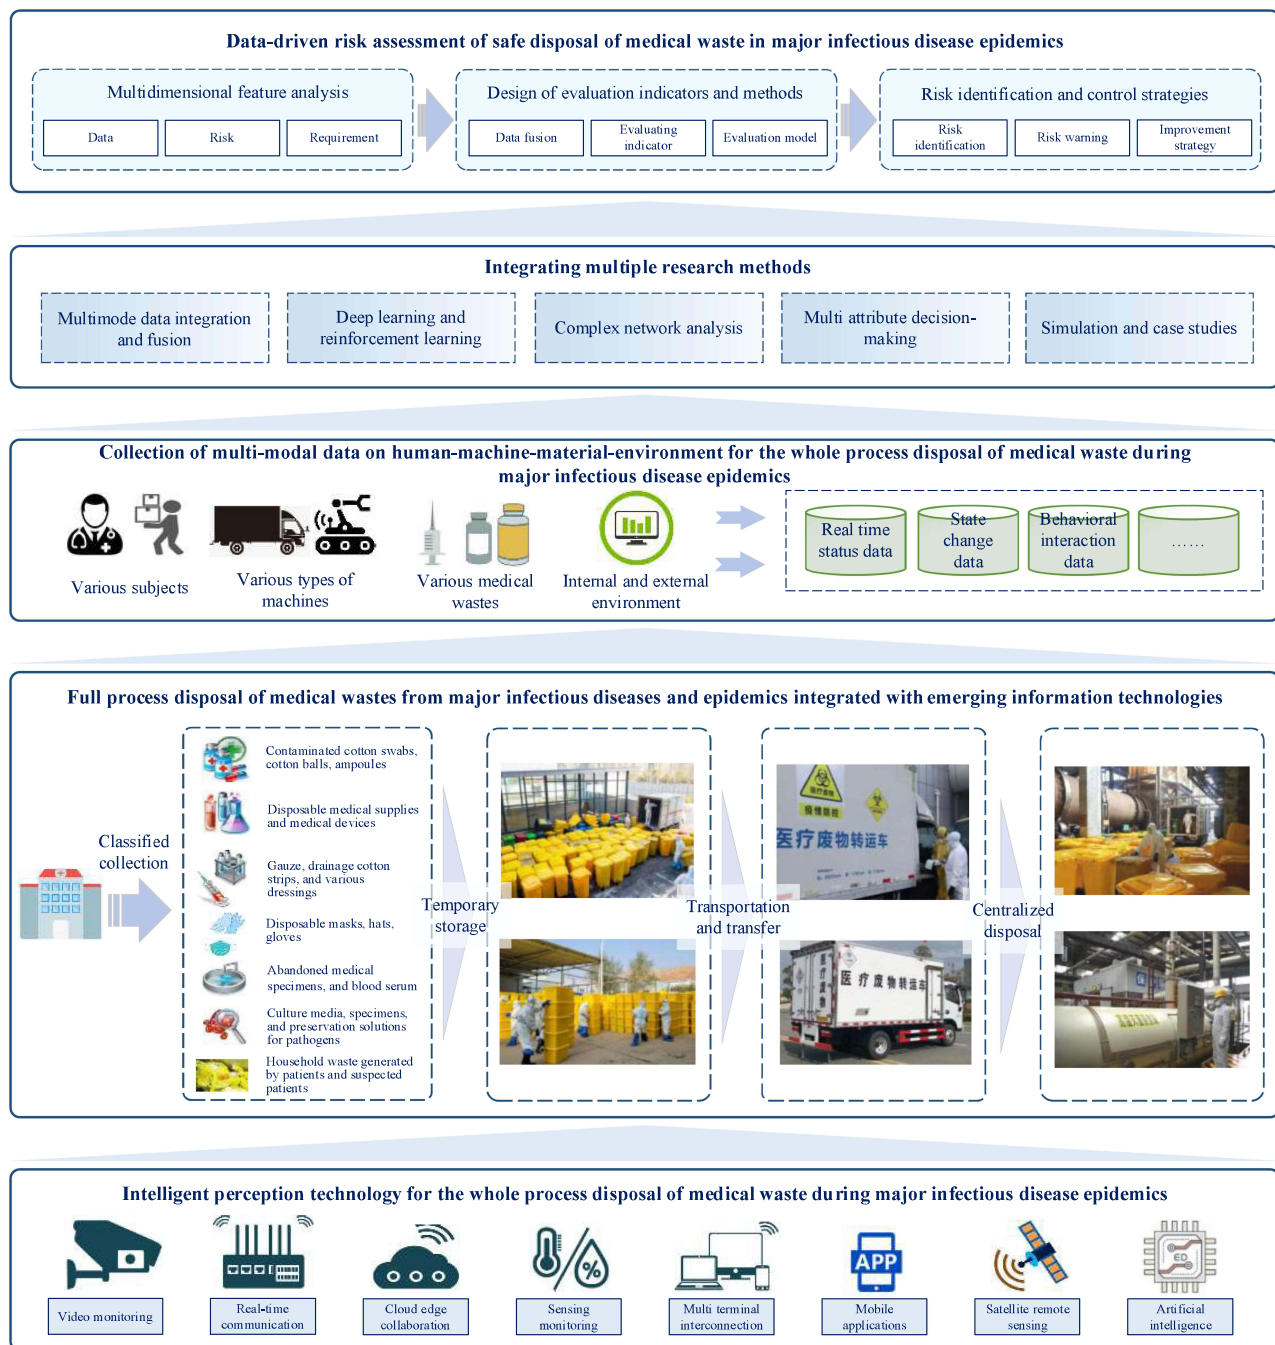 Data-driven risk assessment of safe disposal of medical waste in major infectious disease epidemics
Multidimensional feature analysis
Data
Risk
Requirement
Design of evaluation indicators and methods
Data fusion
Evaluating
indicator
Evaluation model
Risk identification and control strategies
Risk
identification
Risk warning
Improvement
strategy
Integrating multiple research methods
Multimode data integration
and fusion
Deep learning and
reinforcement learning
Complex network analysis
Multi attribute decision-
making
Simulation and case studies
Collection of multi-modal data on human-machine-material-environment for the whole process disposal of medical waste during
major infectious disease epidemics
Various subjects
Various types of
machines
Various medical
wastes
Internal and external
environment
Real time
status data
State
change
data
Behavioral
interaction
data
......
Full process disposal of medical wastes from major infectious diseases and epidemics integrated with emerging information technologies
Classified
collection
Contaminated cotton swabs,
cotton balls, ampoules
Disposable medical supplies
and medical devices
Gauze, drainage cotton
strips, and various
dressings
Disposable masks, hats,
gloves
Abandoned medical
specimens, and blood serum
Culture media, specimens,
and preservation solutions
for pathogens
Household waste generated
by patients and suspected
patients
Temporary
storage
Transportation
and transfer
医疗废物
疫情防控
医疗废物转运车
医疗废物
医疗废物转运车
Centralized
disposal
Intelligent perception technology for the whole process disposal of medical waste during major infectious disease epidemics
Video monitoring
Real-time
communication
Cloud edge
collaboration
%
Sensing
monitoring
Multi terminal
interconnection
APP
Mobile
applications
Satellite remote
sensing
Artificial
intelligence